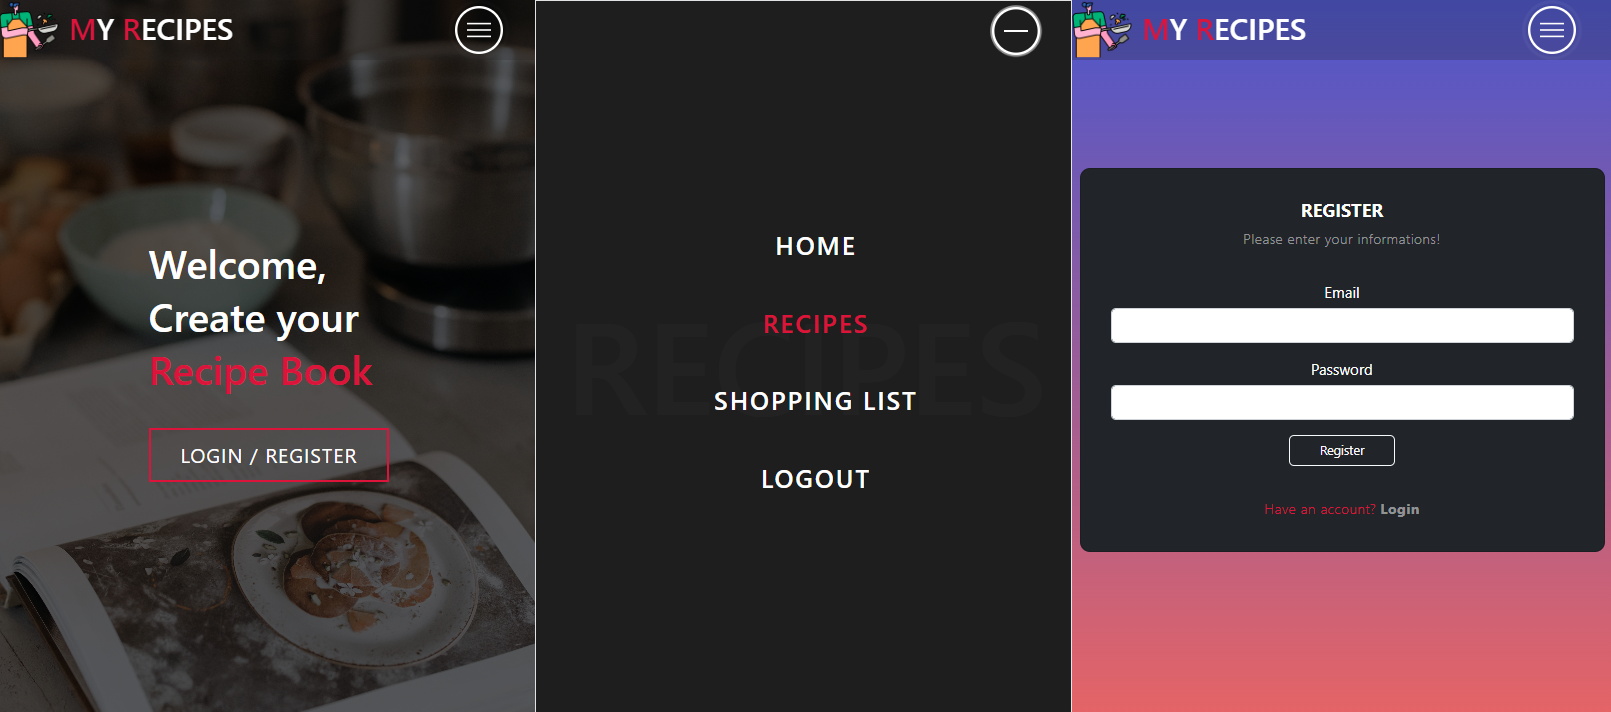 MY RECIPES
Welcome,
Create your
Recipe Book
LOGIN / REGISTER
HOME
RECIPES
RECIPES
SHOPPING LIST
LOGOUT
MY RECIPES
REGISTER
Please enter your informations!
Email
Password
Register
Have an account? Login